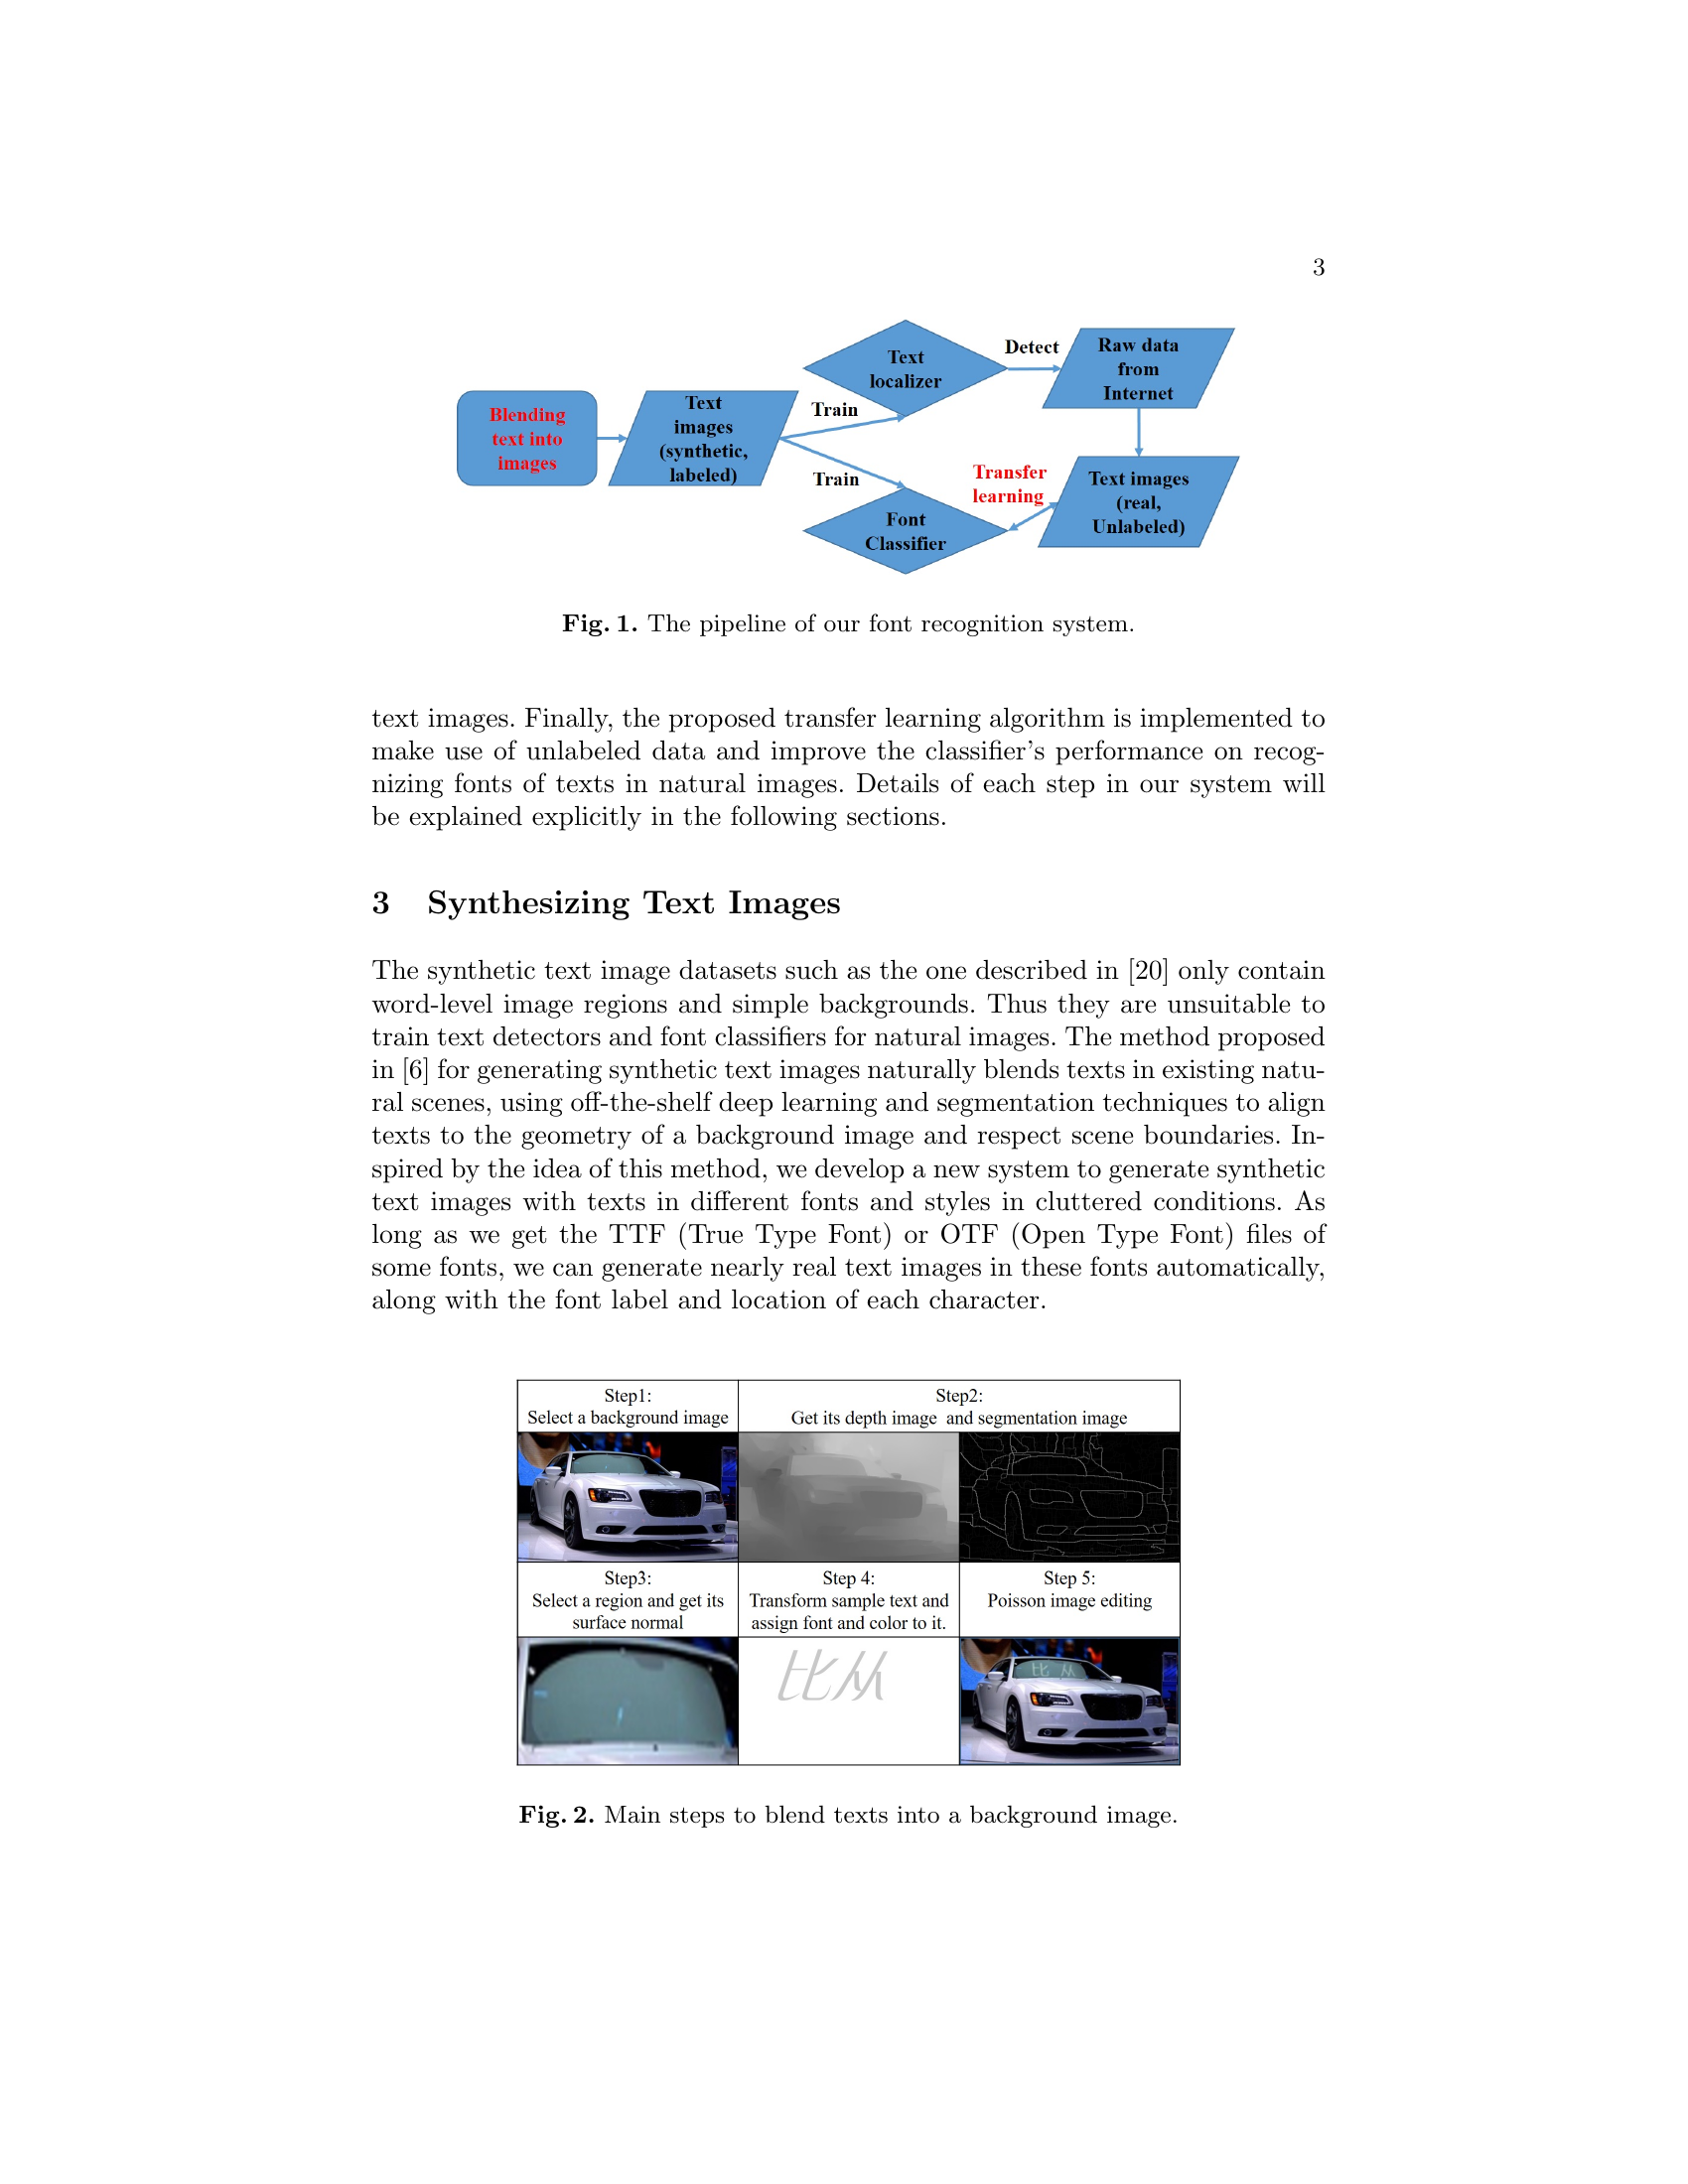 3
Blending
text into
images
Text
images
(synthetic,
labeled)
Train
Train
Text
localizer
Font
Classifier
Detect
Transfer
learning
Raw data
from
Internet
Text images
(real,
Unlabeled)
Fig. 1. The pipeline of our font recognition system.
text images. Finally, the proposed transfer learning algorithm is implemented to
make use of unlabeled data and improve the classifier's performance on recog-
nizing fonts of texts in natural images. Details of each step in our system will
be explained explicitly in the following sections.
3 Synthesizing Text Images
The synthetic text image datasets such as the one described in [20] only contain
word-level image regions and simple backgrounds. Thus they are unsuitable to
train text detectors and font classifiers for natural images. The method proposed
in [6] for generating synthetic text images naturally blends texts in existing natu-
ral scenes, using off-the-shelf deep learning and segmentation techniques to align
texts to the geometry of a background image and respect scene boundaries. In-
spired by the idea of this method, we develop a new system to generate synthetic
text images with texts in different fonts and styles in cluttered conditions. As
long as we get the TTF (True Type Font) or OTF (Open Type Font) files of
some fonts, we can generate nearly real text images in these fonts automatically,
along with the font label and location of each character.
Step1:
Select a background image
Step2:
Get its depth image and segmentation image
Step3:
Select a region and get its
surface normal
Step 4:
Transform sample text and
assign font and color to it.
Step 5:
Poisson image editing
比从
比从
Fig. 2. Main steps to blend texts into a background image.